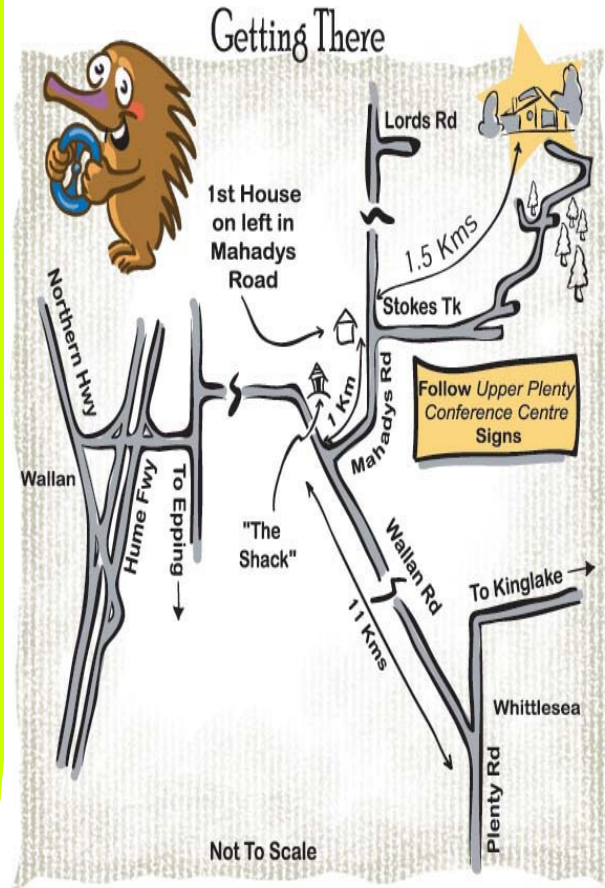 Getting There
Lords Rd
1st House
on left in
Mahadys
Road
1.5 Kms
Northern Hwy
Stokes Tk
1 Km
Mahadys Rd
Follow Upper Plenty
Conference Centre
Signs
Wallan
Hume Fwy
To Epping
"The
Shack"
Wallan Rd
11 Kms
To Kinglake
Whittlesea
Plenty Rd
Not To Scale